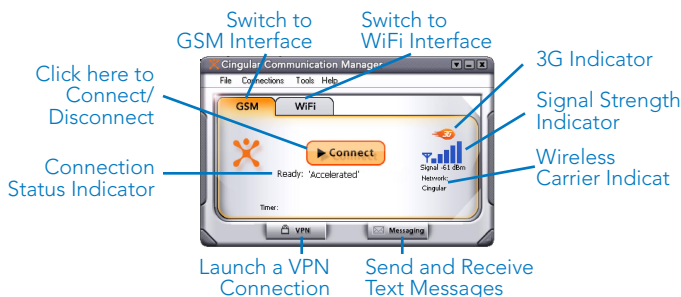 Switch to
GSM Interface
Switch to
WiFi Interface
Click here to
Connect/
Disconnect
3G Indicator
Signal Strength
Indicator
Wireless
Carrier Indicat
Connection
Status Indicator
Cingular Communication Manager
File Connections Tools Help
GSM WiFi
3G
Connect
Ready: 'Accelerated'
Signal -61 dBm
Network:
Cingular
Timer:
VPN Messaging
Launch a VPN
Connection
Send and Receive
Text Messages